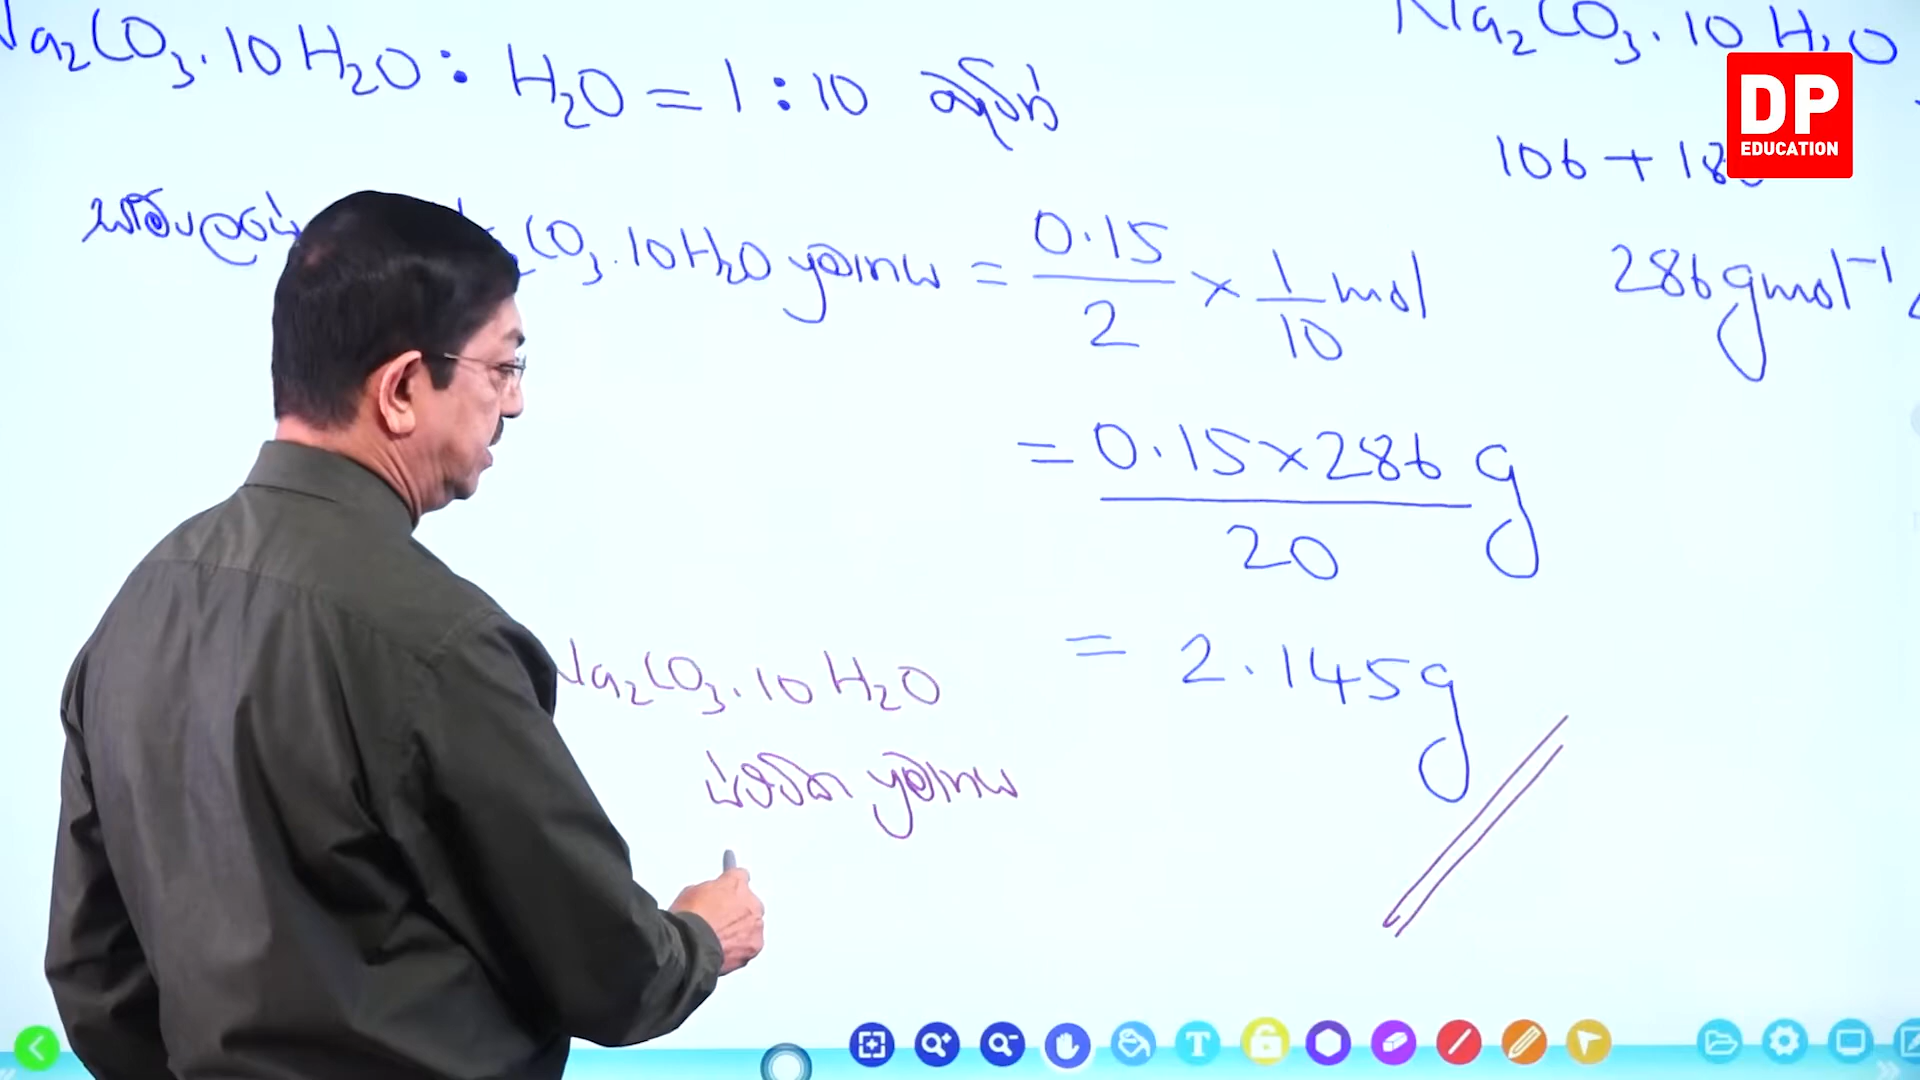 Na₂CO₃.10H₂O : H₂O = 1 : 10
Na₂CO₃.10H₂O
DP
EDUCATION
106 + 18
CO₃.10H₂O ප්‍රමාණය = 0.15/2 × 1/10 mol
286 gmol⁻¹
= 0.15×286/20 g
= 2.145g
Na₂CO₃.10H₂O
ප්‍රමාණය
T